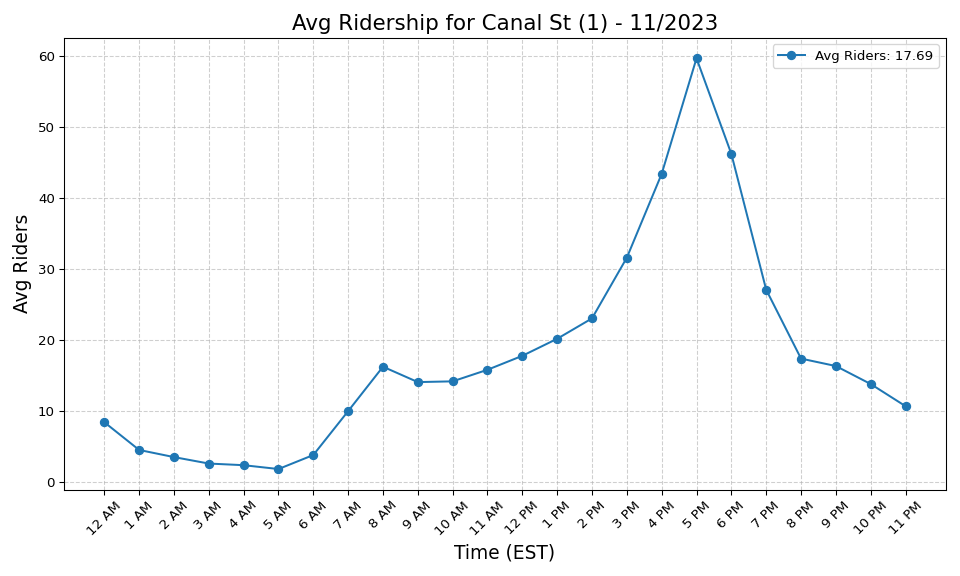 Avg Ridership for Canal St (1) - 11/2023
Avg Riders: 17.69
Avg Riders
60
50
40
30
20
10
0
12 AM 1 AM 2 AM 3 AM 4 AM 5 AM 6 AM 7 AM 8 AM 9 AM 10 AM 11 AM 12 PM 1 PM 2 PM 3 PM 4 PM 5 PM 6 PM 7 PM 8 PM 9 PM 10 PM 11 PM
Time (EST)